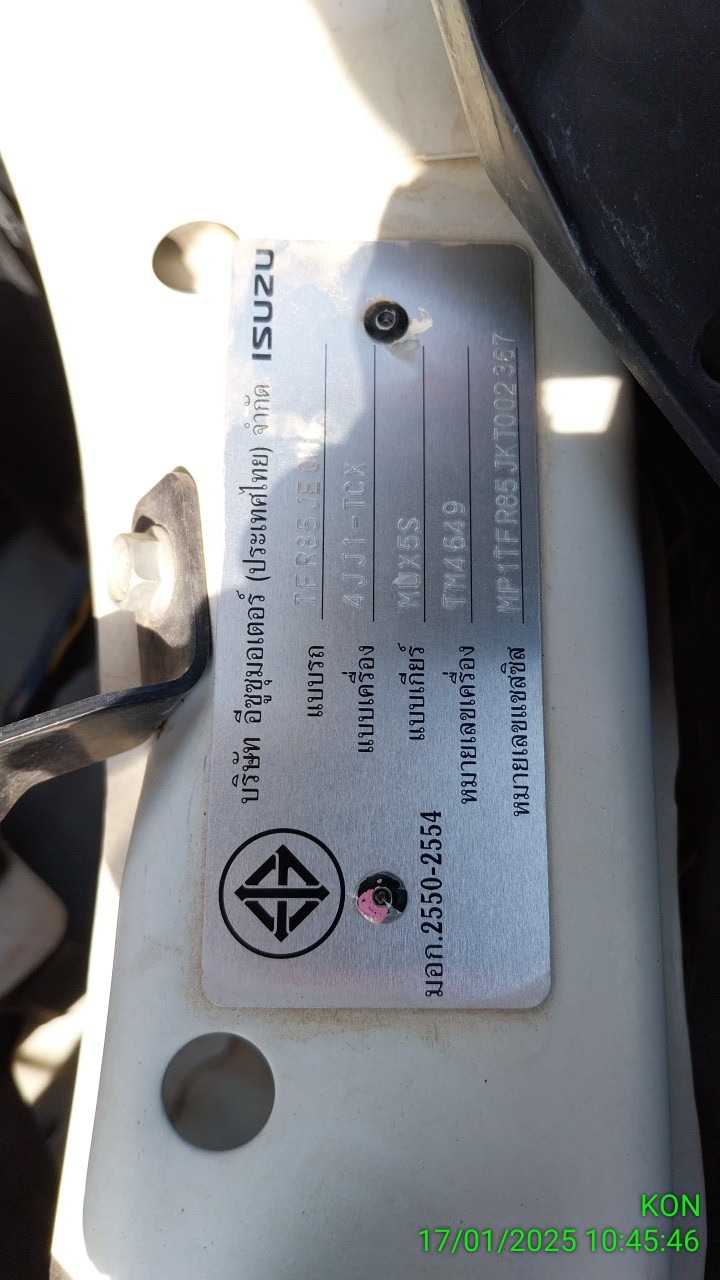 บริษัท อีซูซุมอเตอร์ (ประเทศไทย) จำกัด ISUZU
แบบรถ
แบบเครื่อง 4JJ1-TCX
แบบเกียร์ MUX5S
หมายเลขเครื่อง TM4649
หมายเลขแชสซิส MP1TFR85JKT002367
มอก.2550-2554
KON
17/01/2025 10:45:46